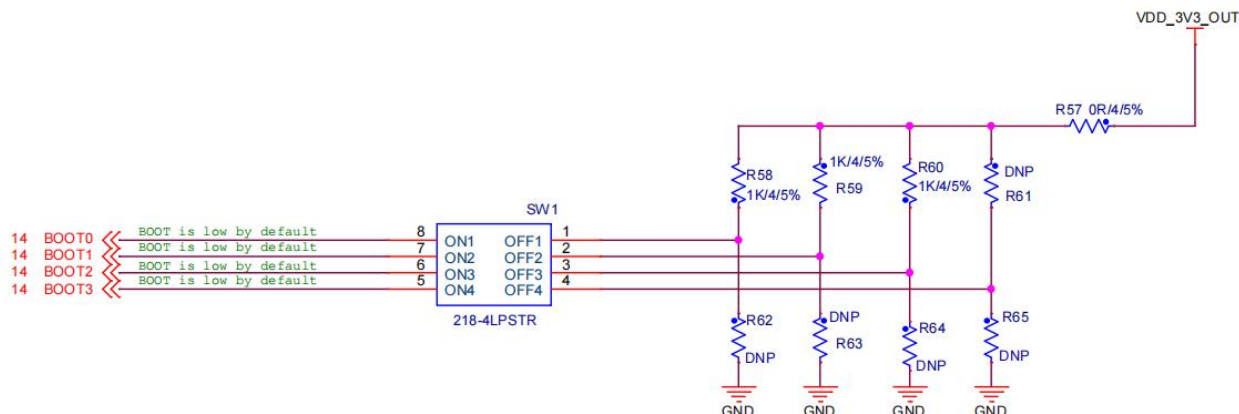 VDD_3V3_OUT
R57 0R/4/5%
R58
1K/4/5%
1K/4/5%
R59
R60
1K/4/5%
DNP
R61
SW1
14 BOOT0 BOOT is low by default 8 ON1 OFF1 1
14 BOOT1 BOOT is low by default 7 ON2 OFF2 2
14 BOOT2 BOOT is low by default 6 ON3 OFF3 3
14 BOOT3 BOOT is low by default 5 ON4 OFF4 4
218-4LPSTR
R62
DNP
DNP
R63
R64
DNP
R65
DNP
GND GND GND GND